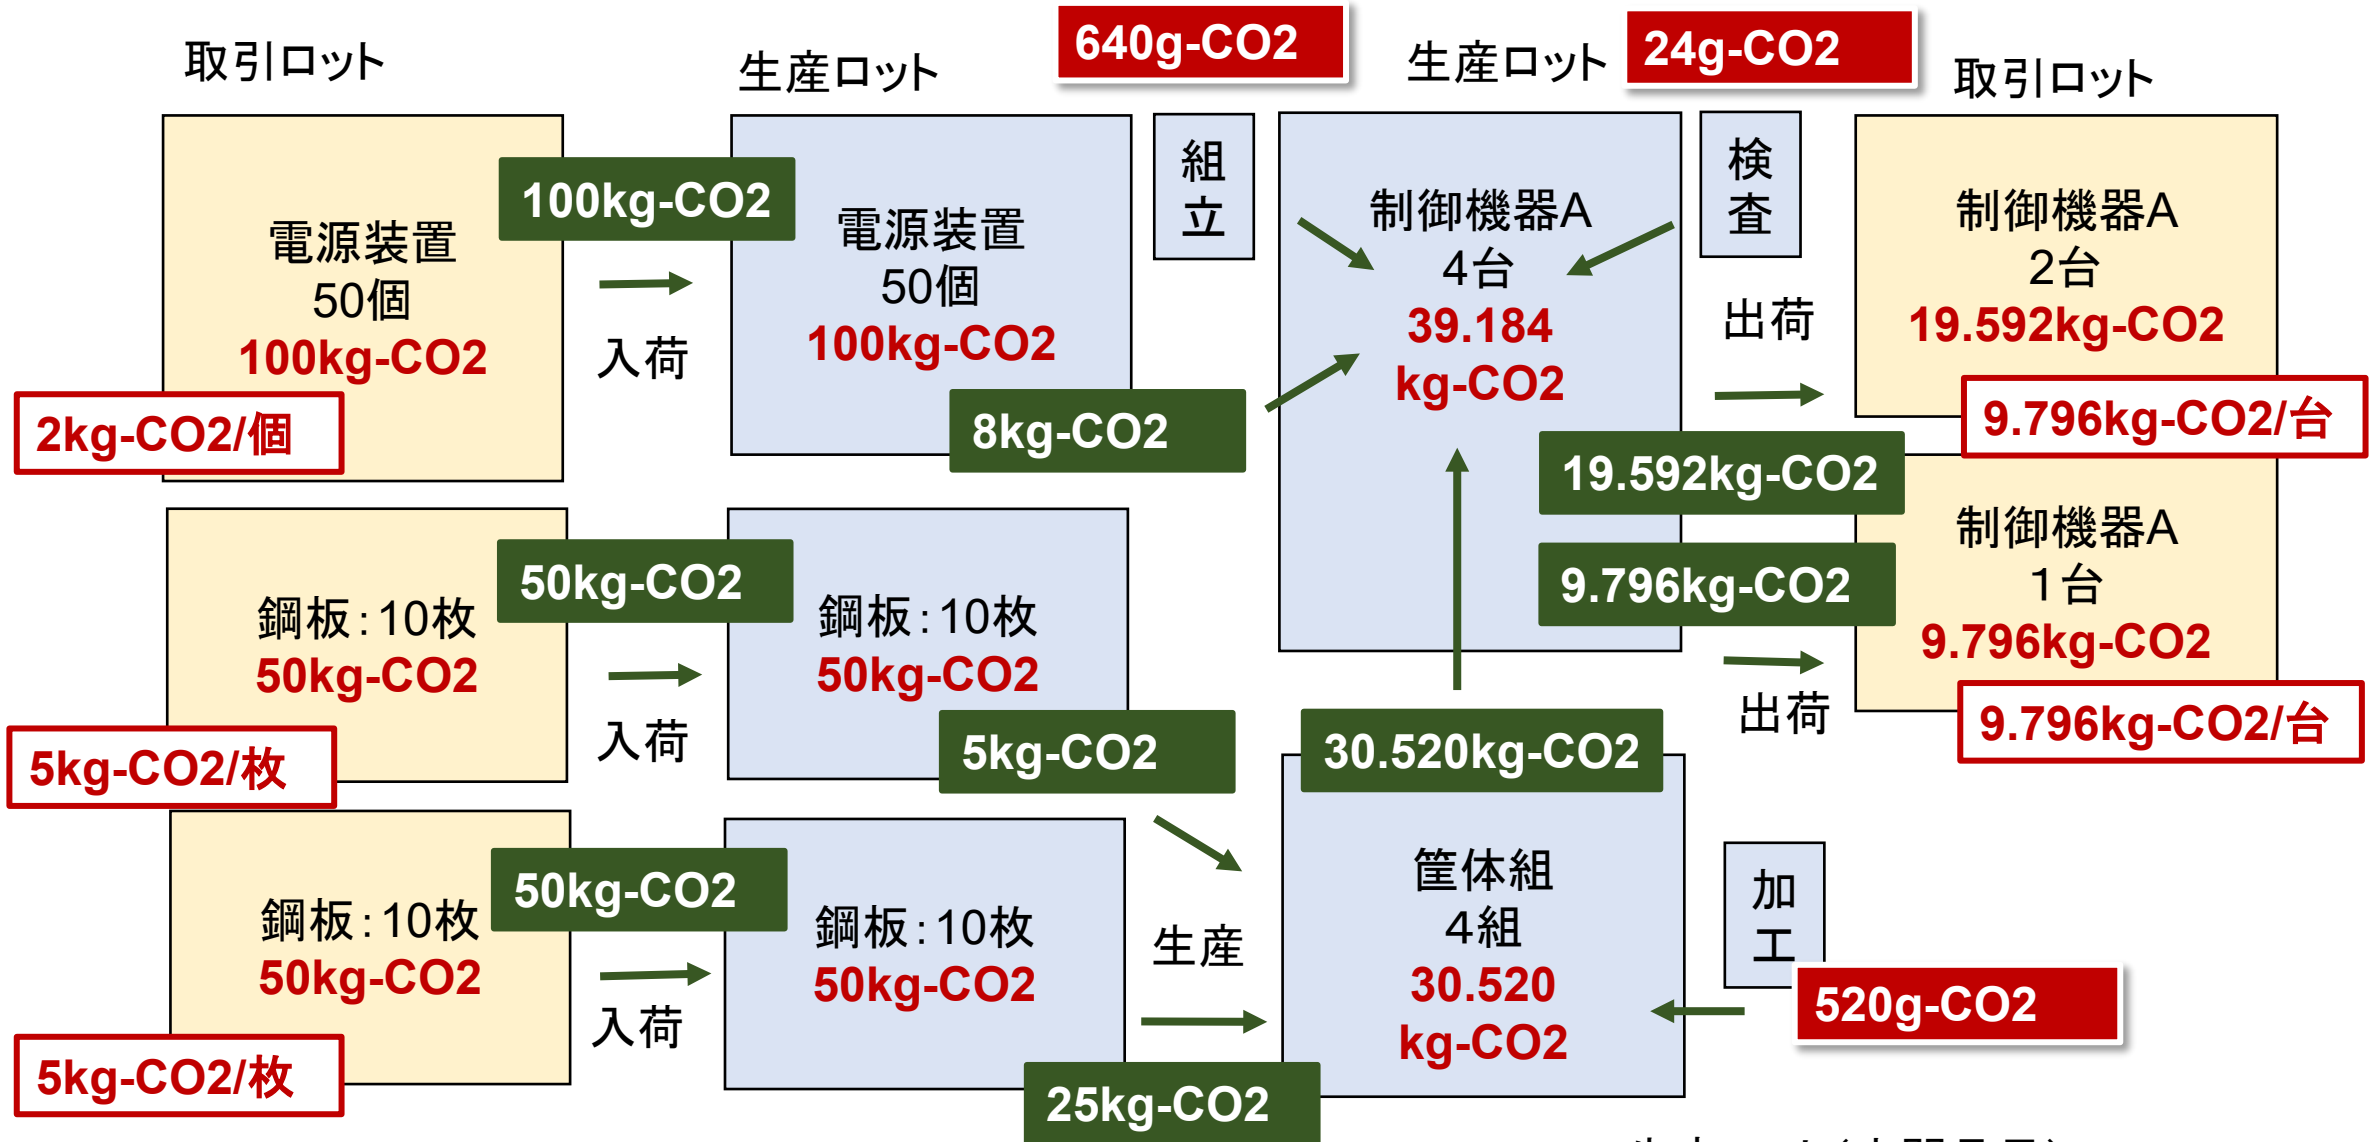 取引ロット
生産ロット
640g-CO2
生産ロット
24g-CO2
取引ロット
電源装置
50個
100kg-CO2
2kg-CO2/個
100kg-CO2
入荷
電源装置
50個
100kg-CO2
8kg-CO2
組
立
制御機器A
4台
39.184
kg-CO2
検
査
出荷
制御機器A
2台
19.592kg-CO2
9.796kg-CO2/台
19.592kg-CO2
9.796kg-CO2
出荷
制御機器A
1台
9.796kg-CO2
9.796kg-CO2/台
鋼板:10枚
50kg-CO2
5kg-CO2/枚
50kg-CO2
入荷
鋼板:10枚
50kg-CO2
5kg-CO2
30.520kg-CO2
鋼板:10枚
50kg-CO2
5kg-CO2/枚
50kg-CO2
入荷
鋼板:10枚
50kg-CO2
25kg-CO2
生産
筐体組
4組
30.520
kg-CO2
加
工
520g-CO2